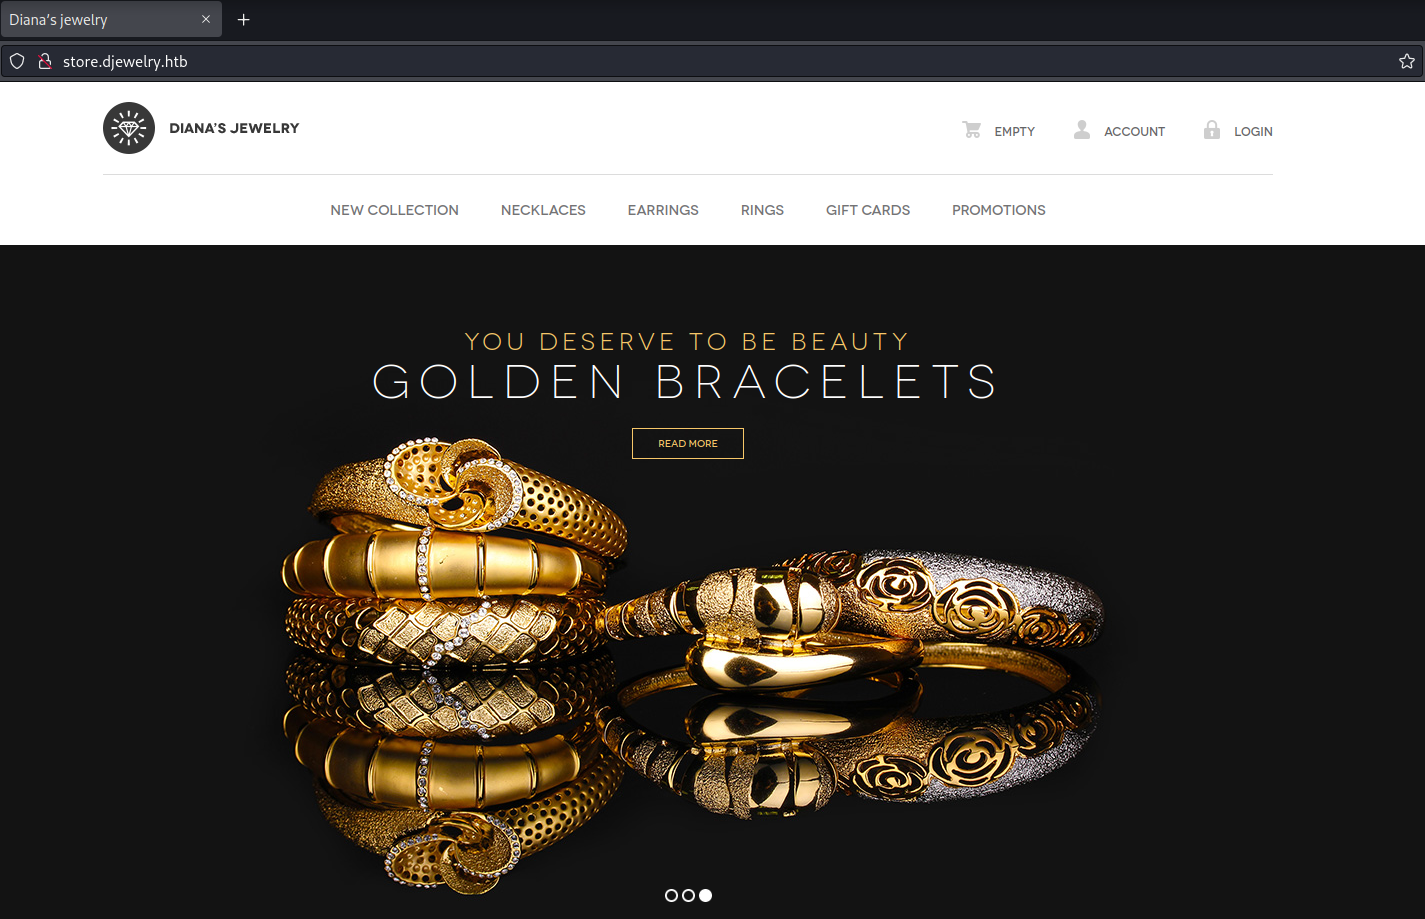 Diana’s jewelry
store.djewelry.htb
DIANA’S JEWELRY
EMPTY ACCOUNT LOGIN
NEW COLLECTION NECKLACES EARRINGS RINGS GIFT CARDS PROMOTIONS
YOU DESERVE TO BE BEAUTY
GOLDEN BRACELETS
READ MORE